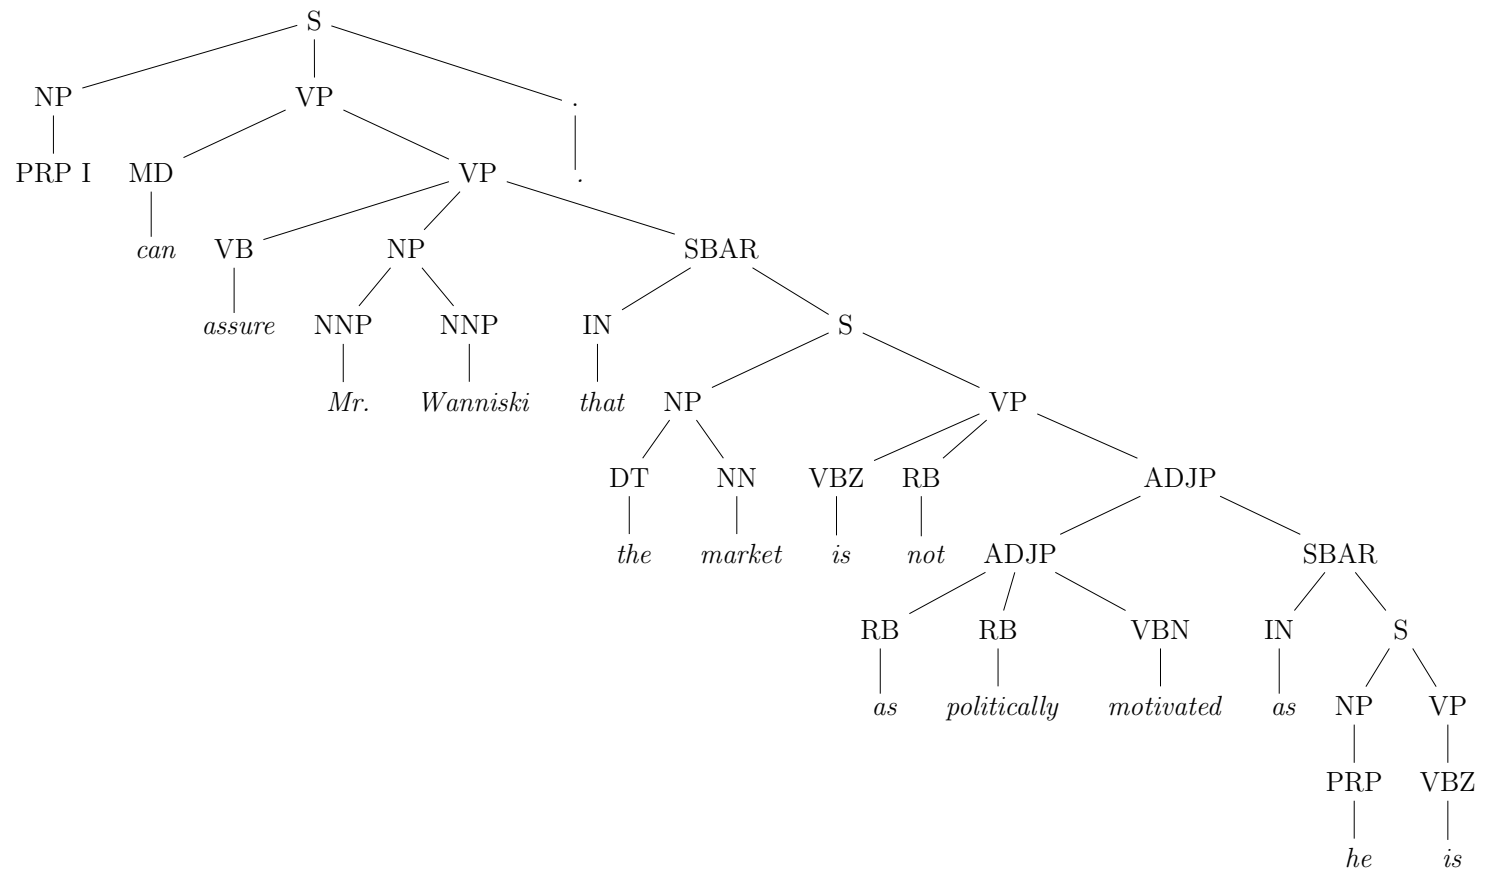 S
NP VP .
PRP I MD VP .
can VB NP SBAR
assure NNP NNP IN S
Mr. Wanniski that NP VP
DT NN VBZ RB ADJP
the market is not ADJP SBAR
RB RB VBN IN S
as politically motivated as NP VP
PRP VBZ
he is